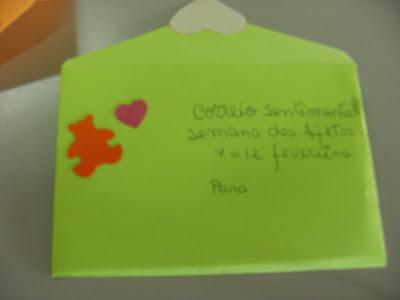 Correio sentimental
semana dos Afetos
4 a 12 fevereiro
Para